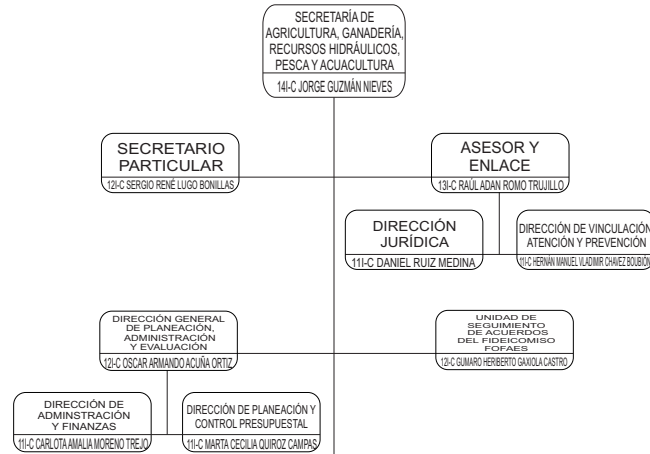 SECRETARÍA DE
AGRICULTURA, GANADERÍA,
RECURSOS HIDRÁULICOS,
PESCA Y ACUACULTURA
14I-C JORGE GUZMÁN NIEVES
SECRETARIO
PARTICULAR
12I-C SERGIO RENÉ LUGO BONILLAS
ASESOR Y
ENLACE
13I-C RAÚL ADAN ROMO TRUJILLO
DIRECCIÓN
JURÍDICA
11I-C DANIEL RUIZ MEDINA
DIRECCIÓN DE VINCULACIÓN
ATENCIÓN Y PREVENCIÓN
11I-C HERNÁN MANUEL VLADIMIR CHAVEZ BOUBIÓN
DIRECCIÓN GENERAL
DE PLANEACIÓN,
ADMINISTRACIÓN
Y EVALUACIÓN
12I-C OSCAR ARMANDO ACUÑA ORTIZ
UNIDAD DE
SEGUIMIENTO
DE ACUERDOS
DEL FIDEICOMISO
FOFAES
12I-C GUMARO HERIBERTO GAXIOLA CASTRO
DIRECCIÓN DE
ADMINSTRACIÓN
Y FINANZAS
11I-C CARLOTA AMALIA MORENO TREJO
DIRECCIÓN DE PLANEACIÓN Y
CONTROL PRESUPUESTAL
11I-C MARTA CECILIA QUIROZ CAMPAS